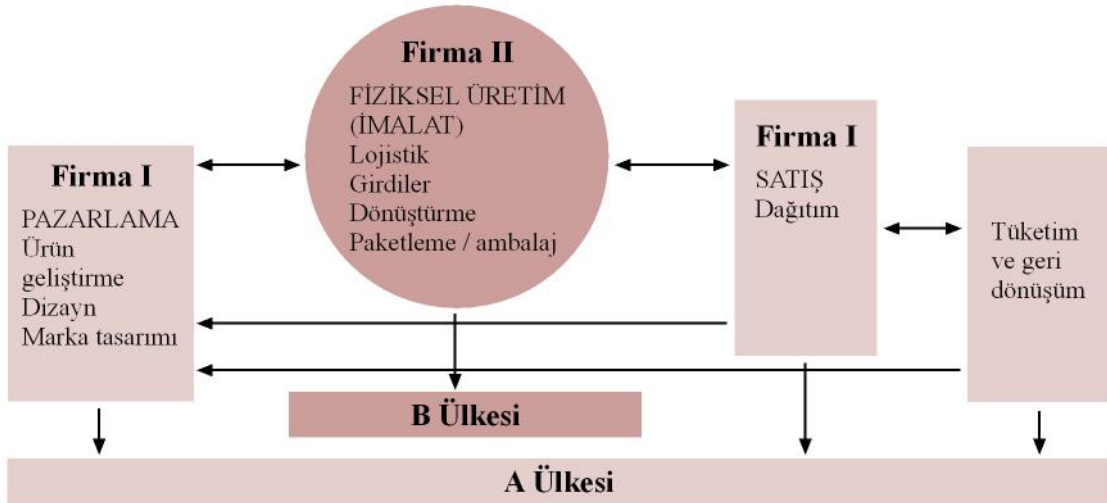 Firma I
PAZARLAMA
Ürün
geliştirme
Dizayn
Marka tasarımı
Firma II
FİZİKSEL ÜRETİM
(İMALAT)
Lojistik
Girdiler
Dönüştürme
Paketleme / ambalaj
Firma I
SATIŞ
Dağıtım
Tüketim
ve geri
dönüşüm
B Ülkesi
A Ülkesi